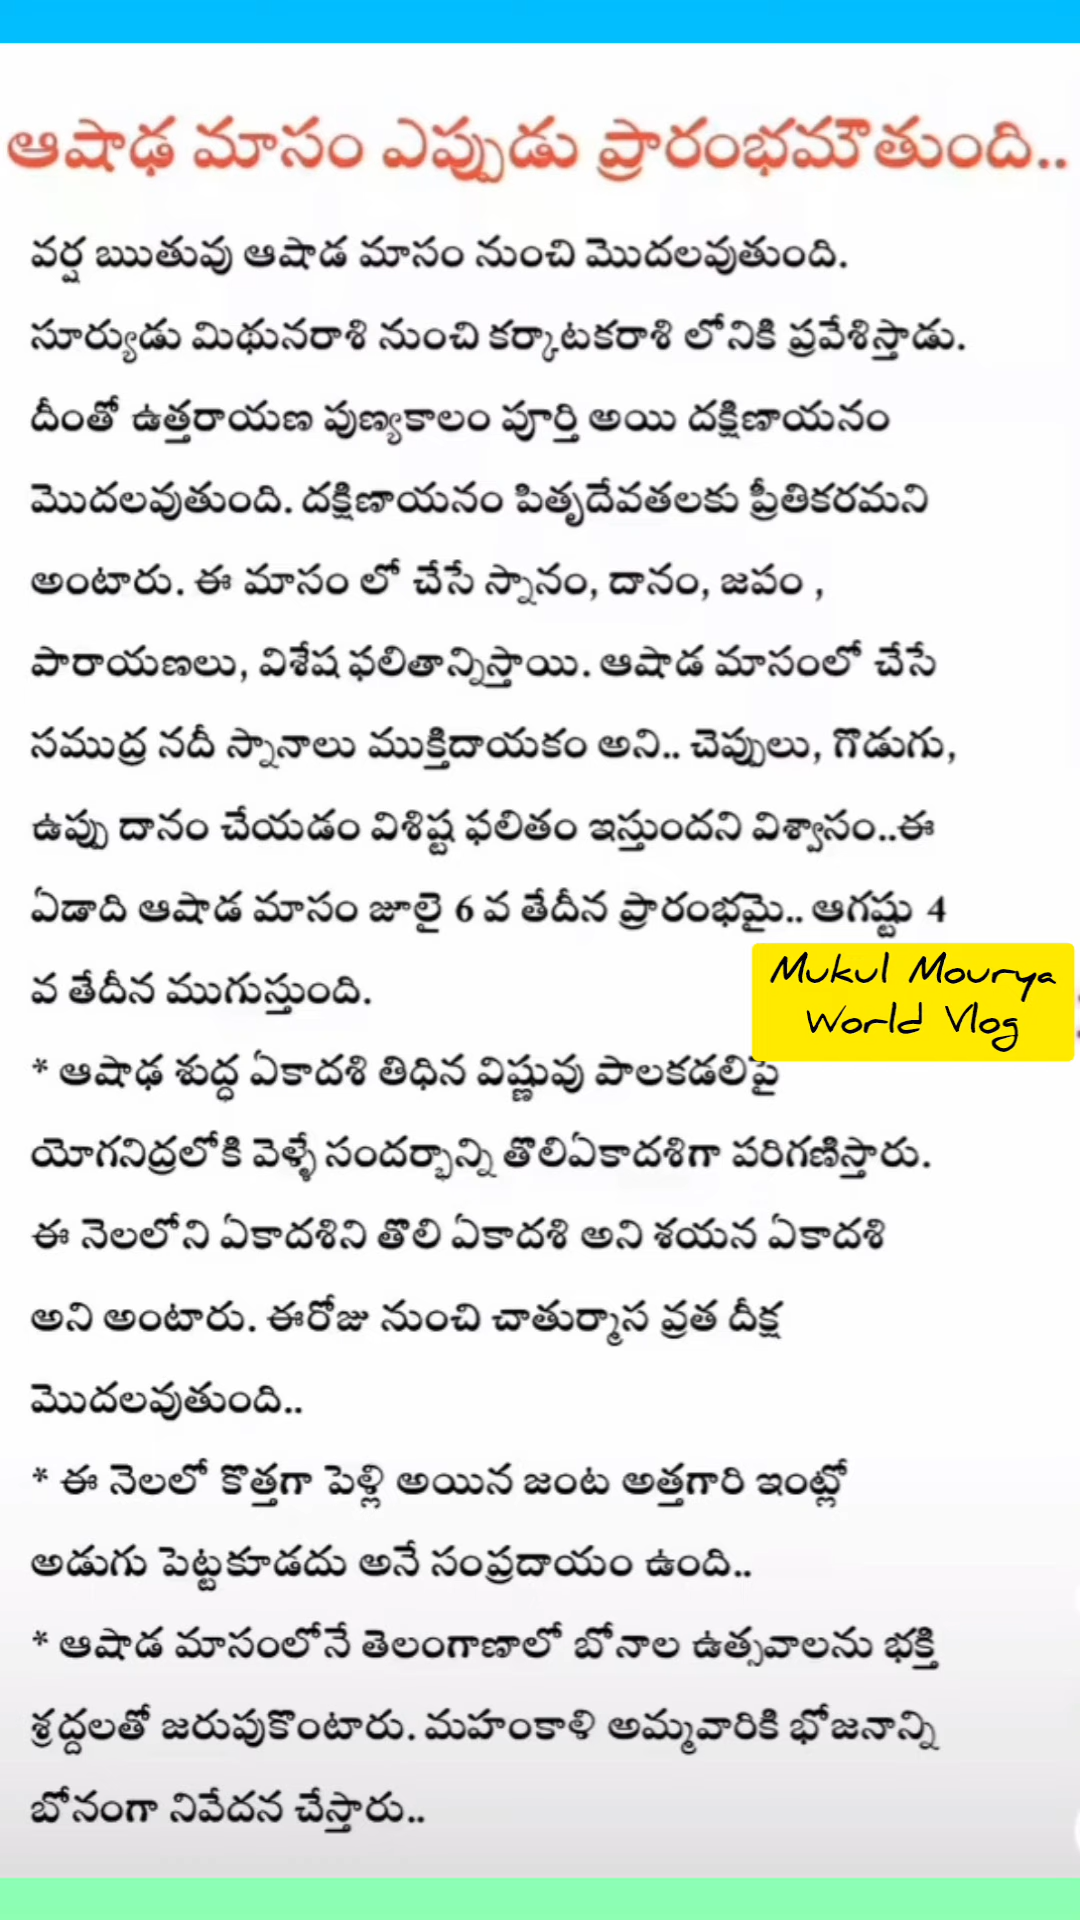 ఆషాఢ మాసం ఎప్పుడు ప్రారంభమౌతుంది..
వర్ష ఋతువు ఆషాడ మాసం నుంచి మొదలవుతుంది.
సూర్యుడు మిథునరాశి నుంచి కర్కాటకరాశి లోనికి ప్రవేశిస్తాడు.
దీంతో ఉత్తరాయణ పుణ్యకాలం పూర్తి అయి దక్షిణాయనం
మొదలవుతుంది. దక్షిణాయనం పితృదేవతలకు ప్రీతికరమని
అంటారు. ఈ మాసం లో చేసే స్నానం, దానం, జపం ,
పారాయణలు, విశేష ఫలితాన్నిస్తాయి. ఆషాడ మాసంలో చేసే
సముద్ర నదీ స్నానాలు ముక్తిదాయకం అని.. చెప్పులు, గొడుగు,
ఉప్పు దానం చేయడం విశిష్ట ఫలితం ఇస్తుందని విశ్వాసం..ఈ
ఏడాది ఆషాడ మాసం జూలై 6 వ తేదీన ప్రారంభమై.. ఆగష్టు 4
వ తేదీన ముగుస్తుంది.
Mukul Mourya
World Vlog
* ఆషాఢ శుద్ధ ఏకాదశి తిధిన విష్ణువు పాలకడలిపై
యోగనిద్రలోకి వెళ్ళే సందర్భాన్ని తొలిఏకాదశిగా పరిగణిస్తారు.
ఈ నెలలోని ఏకాదశిని తొలి ఏకాదశి అని శయన ఏకాదశి
అని అంటారు. ఈరోజు నుంచి చాతుర్మాస వ్రత దీక్ష
మొదలవుతుంది..
* ఈ నెలలో కొత్తగా పెళ్లి అయిన జంట అత్తగారి ఇంట్లో
అడుగు పెట్టకూడదు అనే సంప్రదాయం ఉంది..
* ఆషాడ మాసంలోనే తెలంగాణాలో బోనాల ఉత్సవాలను భక్తి
శ్రద్దలతో జరుపుకొంటారు. మహంకాళి అమ్మవారికి భోజనాన్ని
బోనంగా నివేదన చేస్తారు..